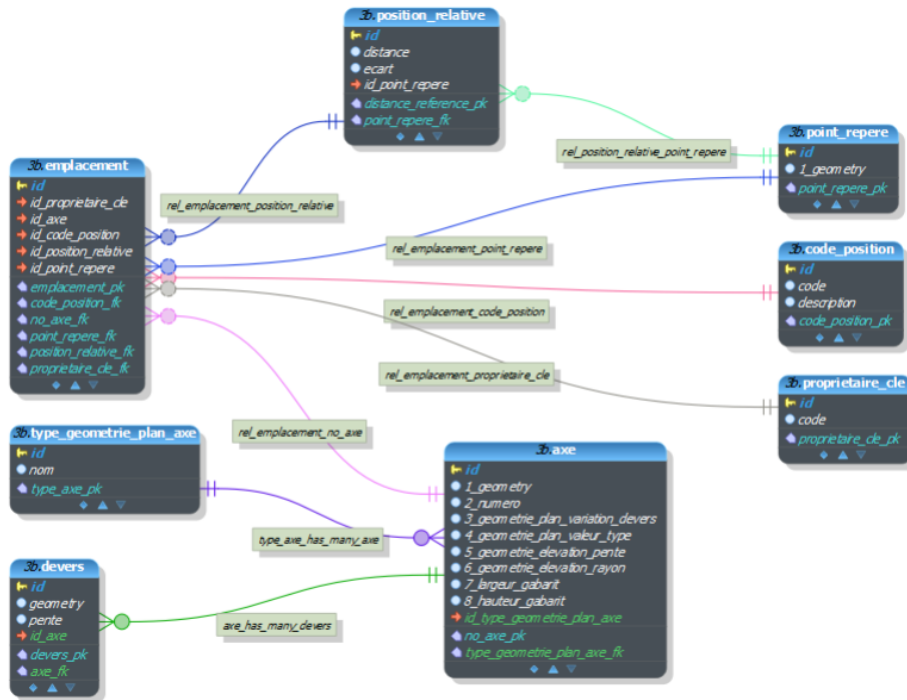 3b.position_relative
id
distance
ecart
id_point_repere
distance_reference_pk
point_repere_fk
rel_position_relative_point_repere
3b.point_repere
id
1_geometry
point_repere_pk
3b.emplacement
id
id_proprietaire_cle
id_axe
id_code_position
id_position_relative
id_point_repere
emplacement_pk
code_position_fk
no_axe_fk
point_repere_fk
position_relative_fk
proprietaire_cle_fk
rel_emplacement_position_relative
rel_emplacement_point_repere
3b.code_position
id
code
description
code_position_pk
rel_emplacement_code_position
rel_emplacement_proprietaire_cle
3b.proprietaire_cle
id
code
proprietaire_cle_pk
rel_emplacement_no_axe
3b.type_geometrie_plan_axe
id
nom
type_axe_pk
type_axe_has_many_axe
3b.axe
id
1_geometry
2_numero
3_geometrie_plan_variation_devers
4_geometrie_plan_valeur_type
5_geometrie_elevation_pente
6_geometrie_elevation_rayon
7_largeur_gabarit
8_hauteur_gabarit
id_type_geometrie_plan_axe
no_axe_pk
type_geometrie_plan_axe_fk
3b.devers
id
geometry
pente
id_axe
devers_pk
axe_fk
axe_has_many_devers